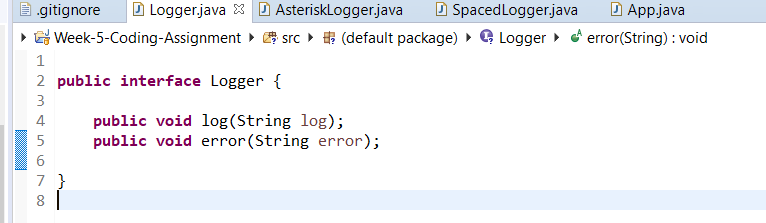 .gitignore Logger.java AsteriskLogger.java SpacedLogger.java App.java
Week-5-Coding-Assignment src (default package) Logger error(String) : void
1
2 public interface Logger {
3
4 public void log(String log);
5 public void error(String error);
6
7 }
8